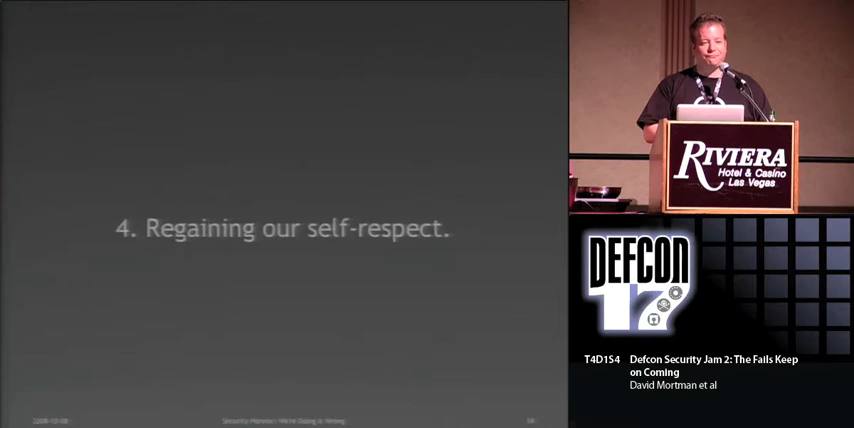 4. Regaining our self-respect.
RIVIERA
Hotel & Casino
Las Vegas
DEFCON
17
T4D1S4 Defcon Security Jam 2: The Fails Keep
on Coming
David Mortman et al